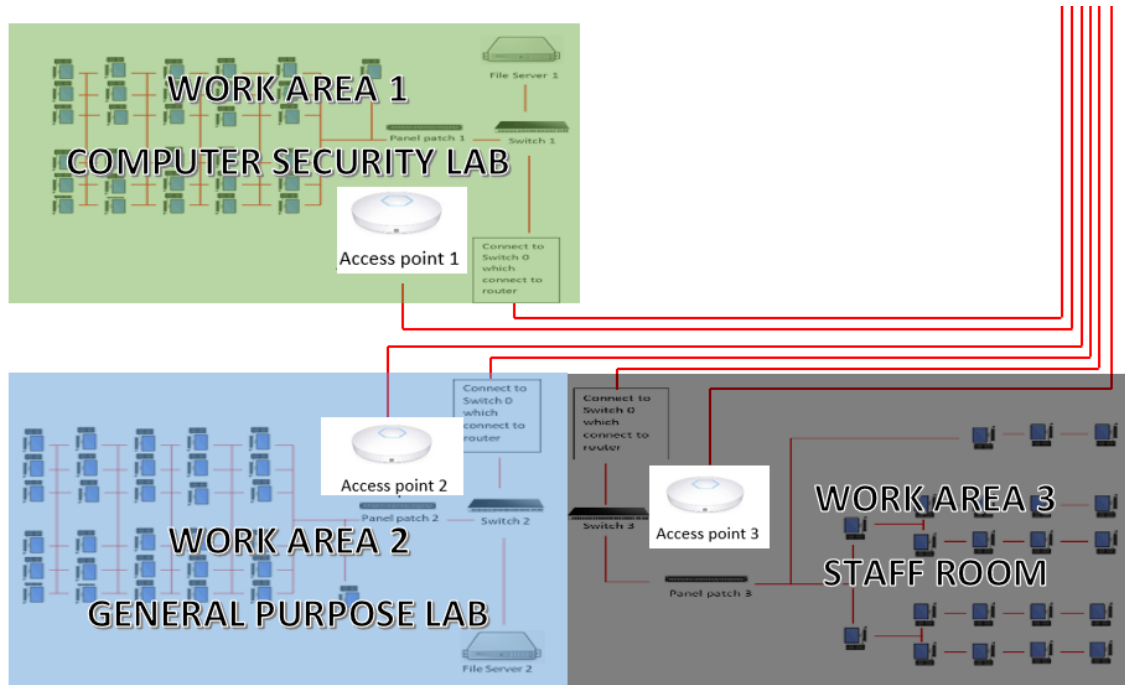 WORK AREA 1
COMPUTER SECURITY LAB
File Server 1
Panel patch 1
Switch 1
Access point 1
Connect to
Switch 0
which
connect to
router
WORK AREA 2
GENERAL PURPOSE LAB
Connect to
Switch 0
which
connect to
router
Access point 2
Panel patch 2
Switch 2
File Server 2
Connect to
Switch 0
which
connect to
router
Switch 3
Access point 3
Panel patch 3
WORK AREA 3
STAFF ROOM